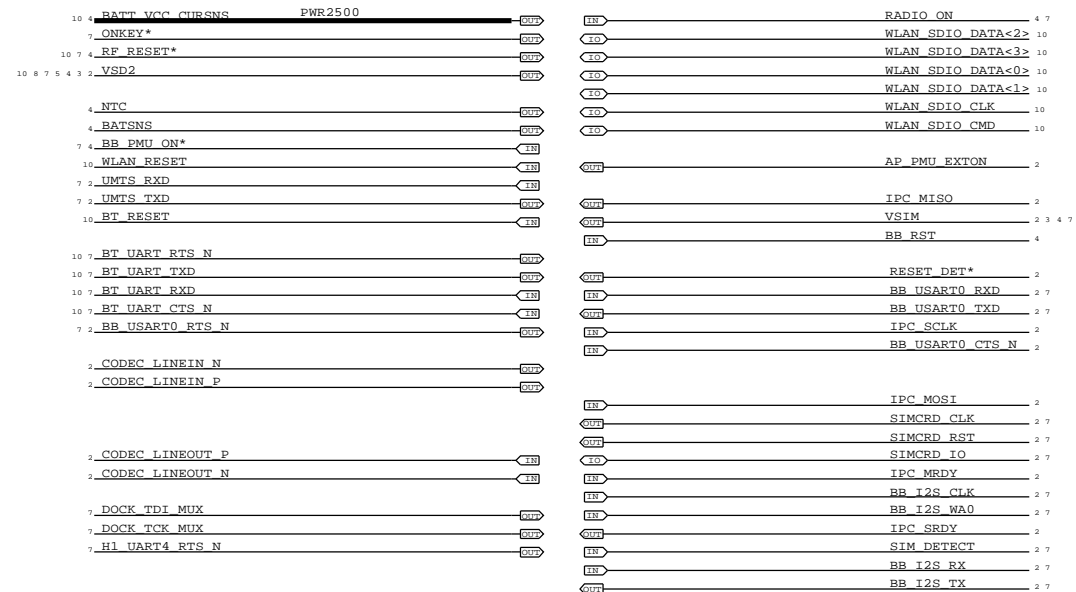 10 4 BATT_VCC_CURSNS PWR2500 OUT
7 ONKEY* OUT
10 7 4 RF_RESET* OUT
10 8 7 5 4 3 2 VSD2 OUT
4 NTC OUT
4 BATSNS OUT
7 4 BB_PMU_ON* IN
10 WLAN_RESET IN
7 2 UMTS_RXD IN
7 2 UMTS_TXD OUT
10 BT_RESET IN
10 7 BT_UART_RTS_N OUT
10 7 BT_UART_TXD OUT
10 7 BT_UART_RXD IN
10 7 BT_UART_CTS_N IN
7 2 BB_USART0_RTS_N OUT
2 CODEC_LINEIN_N OUT
2 CODEC_LINEIN_P OUT
2 CODEC_LINEOUT_P IN
2 CODEC_LINEOUT_N IN
7 DOCK_TDI_MUX OUT
7 DOCK_TCK_MUX OUT
7 H1_UART4_RTS_N OUT
IN RADIO_ON 4 7
IO WLAN_SDIO_DATA<2> 10
IO WLAN_SDIO_DATA<3> 10
IO WLAN_SDIO_DATA<0> 10
IO WLAN_SDIO_DATA<1> 10
IO WLAN_SDIO_CLK 10
IO WLAN_SDIO_CMD 10
OUT AP_PMU_EXTON 2
OUT IPC_MISO 2
OUT VSIM 2 3 4 7
IN BB_RST 4
OUT RESET_DET* 2
IN BB_USART0_RXD 2 7
OUT BB_USART0_TXD 2 7
IN IPC_SCLK 2
IN BB_USART0_CTS_N 2
IN IPC_MOSI 2
OUT SIMCRD_CLK 2 7
OUT SIMCRD_RST 2 7
IO SIMCRD_IO 2 7
IN IPC_MRDY 2
IN BB_I2S_CLK 2 7
IN BB_I2S_WA0 2 7
OUT IPC_SRDY 2
IN SIM_DETECT 2 7
IN BB_I2S_RX 2 7
OUT BB_I2S_TX 2 7